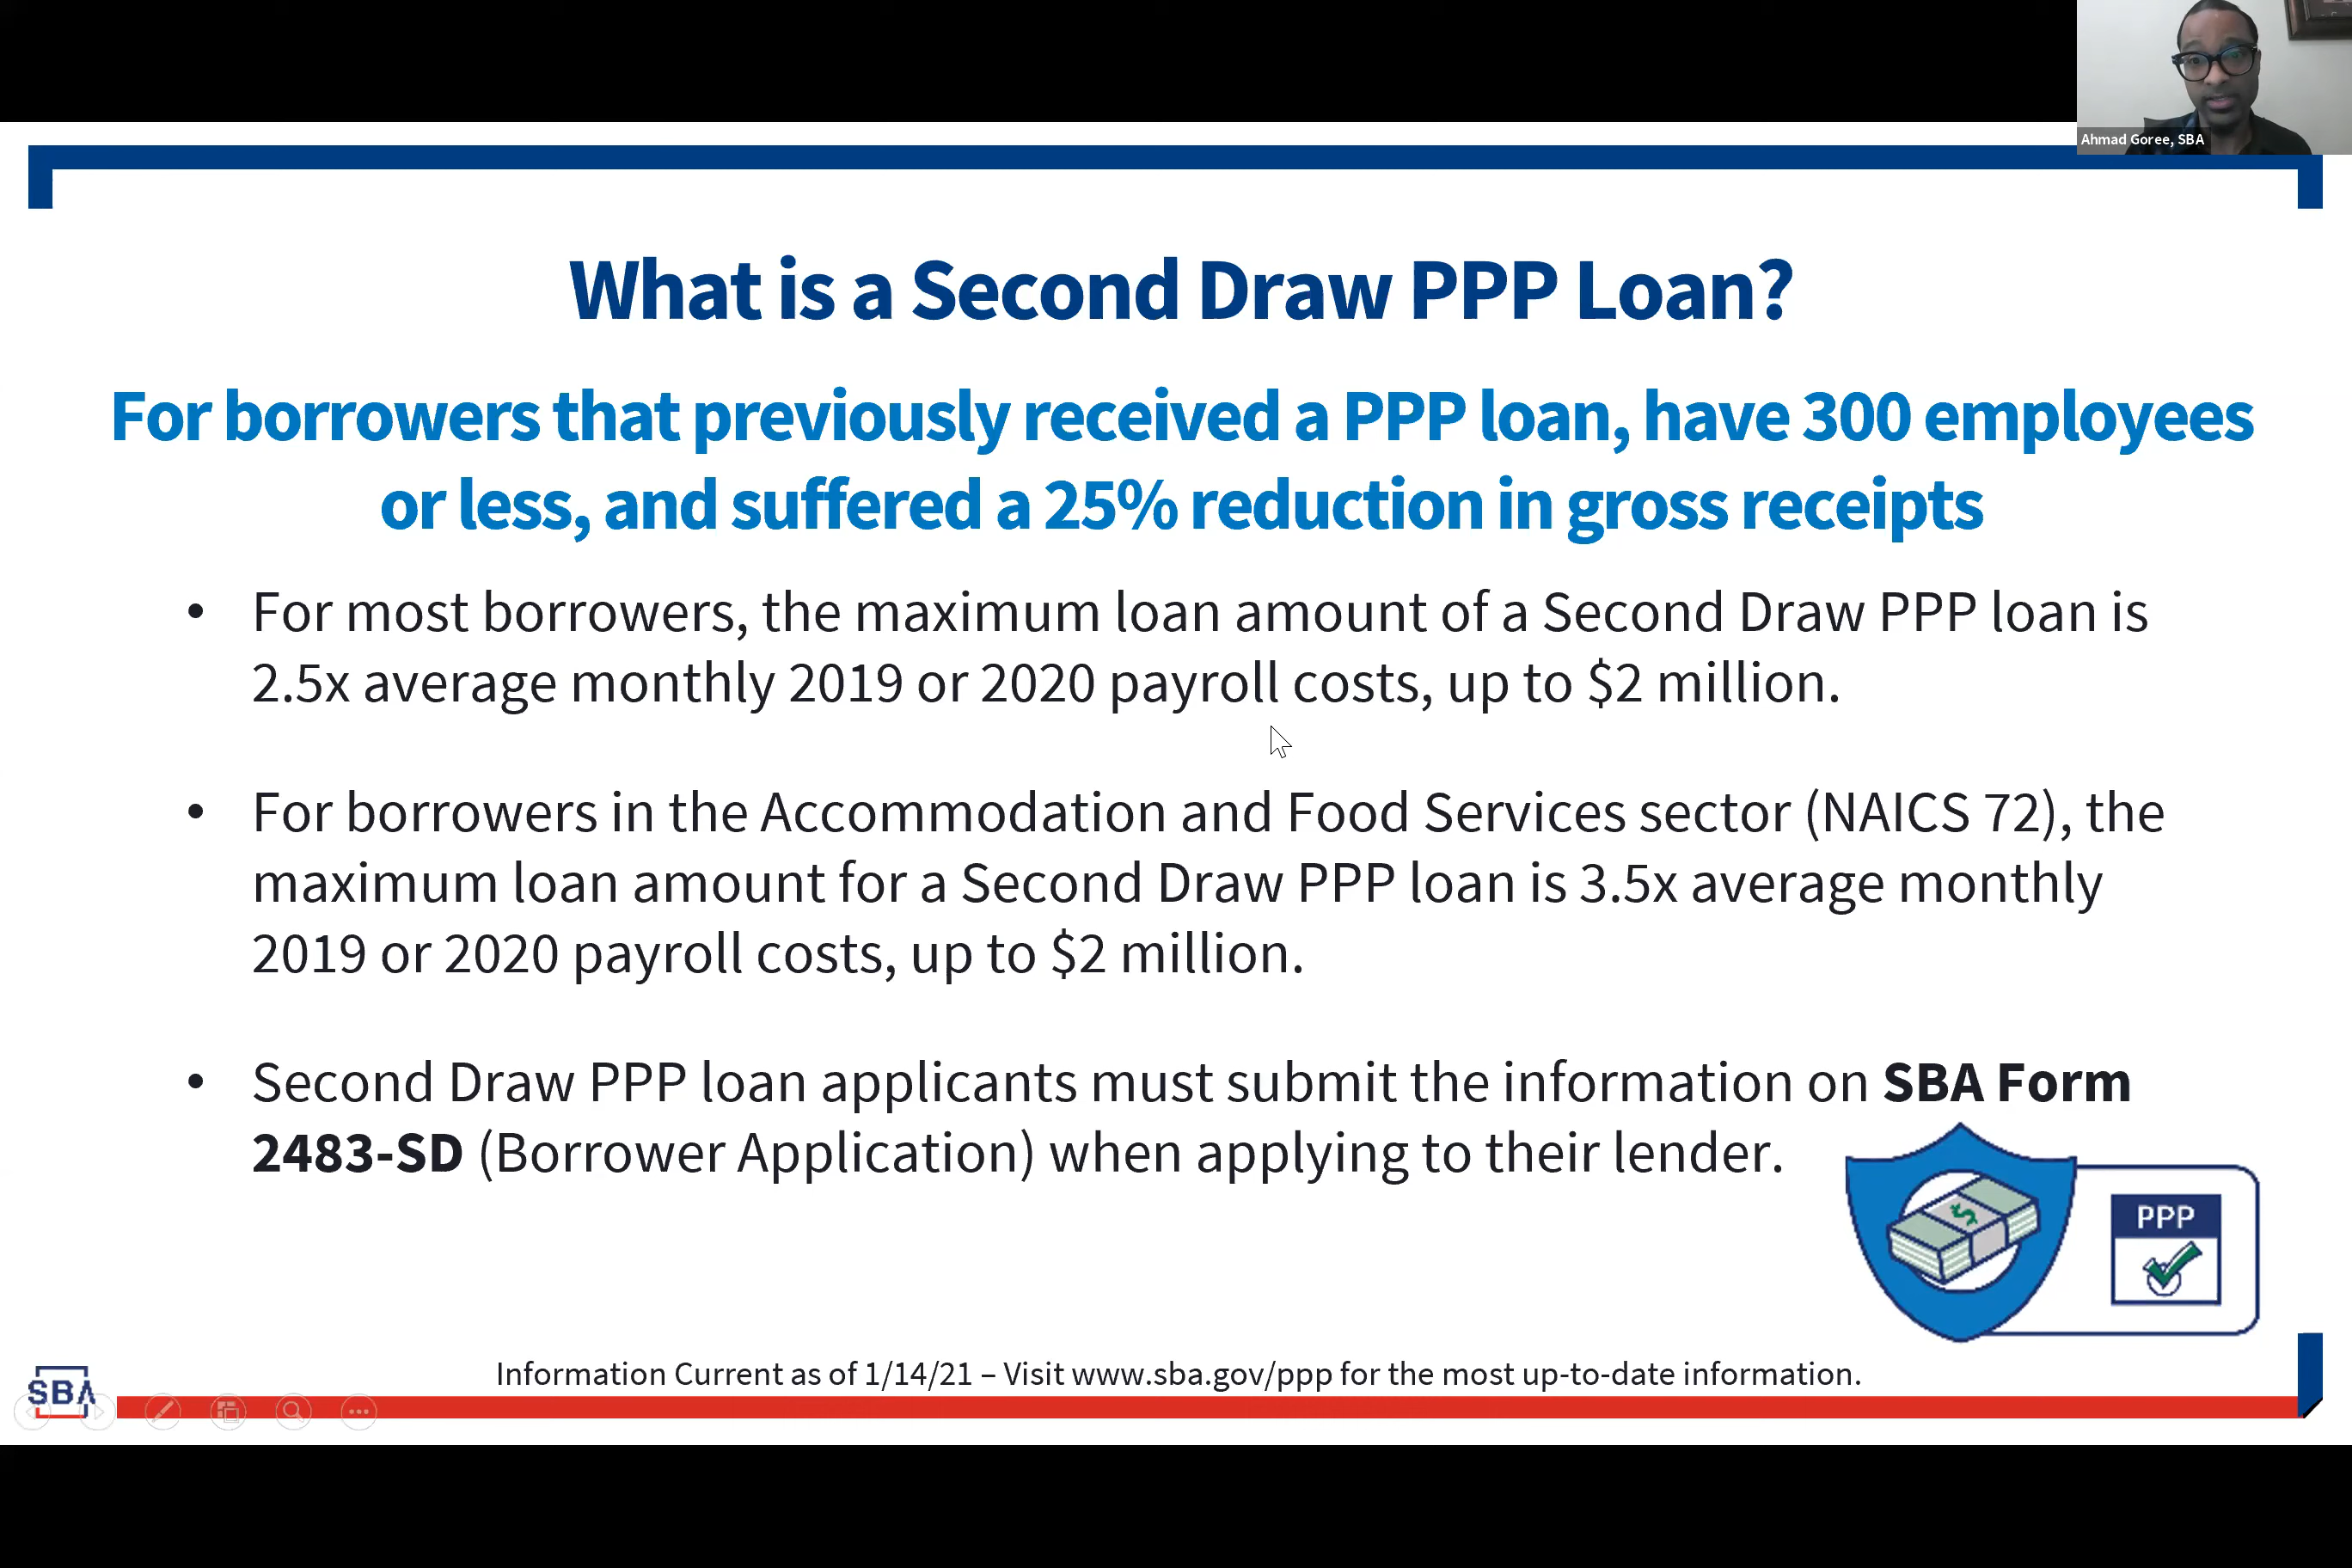 Ahmad Goree, SBA
What is a Second Draw PPP Loan?
For borrowers that previously received a PPP loan, have 300 employees
or less, and suffered a 25% reduction in gross receipts
• For most borrowers, the maximum loan amount of a Second Draw PPP loan is
2.5x average monthly 2019 or 2020 payroll costs, up to $2 million.
• For borrowers in the Accommodation and Food Services sector (NAICS 72), the
maximum loan amount for a Second Draw PPP loan is 3.5x average monthly
2019 or 2020 payroll costs, up to $2 million.
• Second Draw PPP loan applicants must submit the information on SBA Form
2483-SD (Borrower Application) when applying to their lender.
$
PPP
Information Current as of 1/14/21 – Visit www.sba.gov/ppp for the most up-to-date information.
SBA